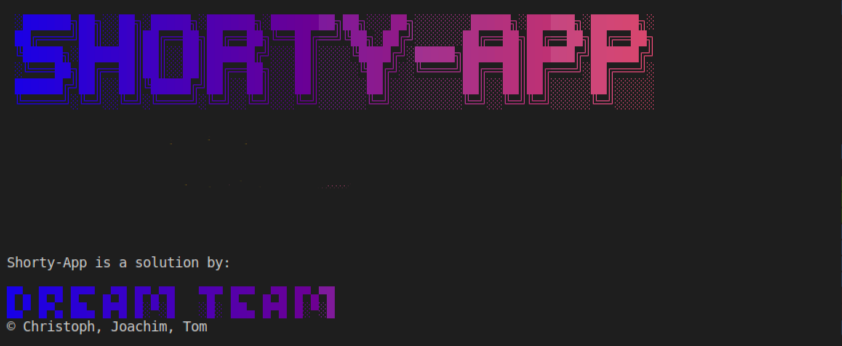 SHORTY-APP
Shorty-App is a solution by:
DREAM TEAM
© Christoph, Joachim, Tom